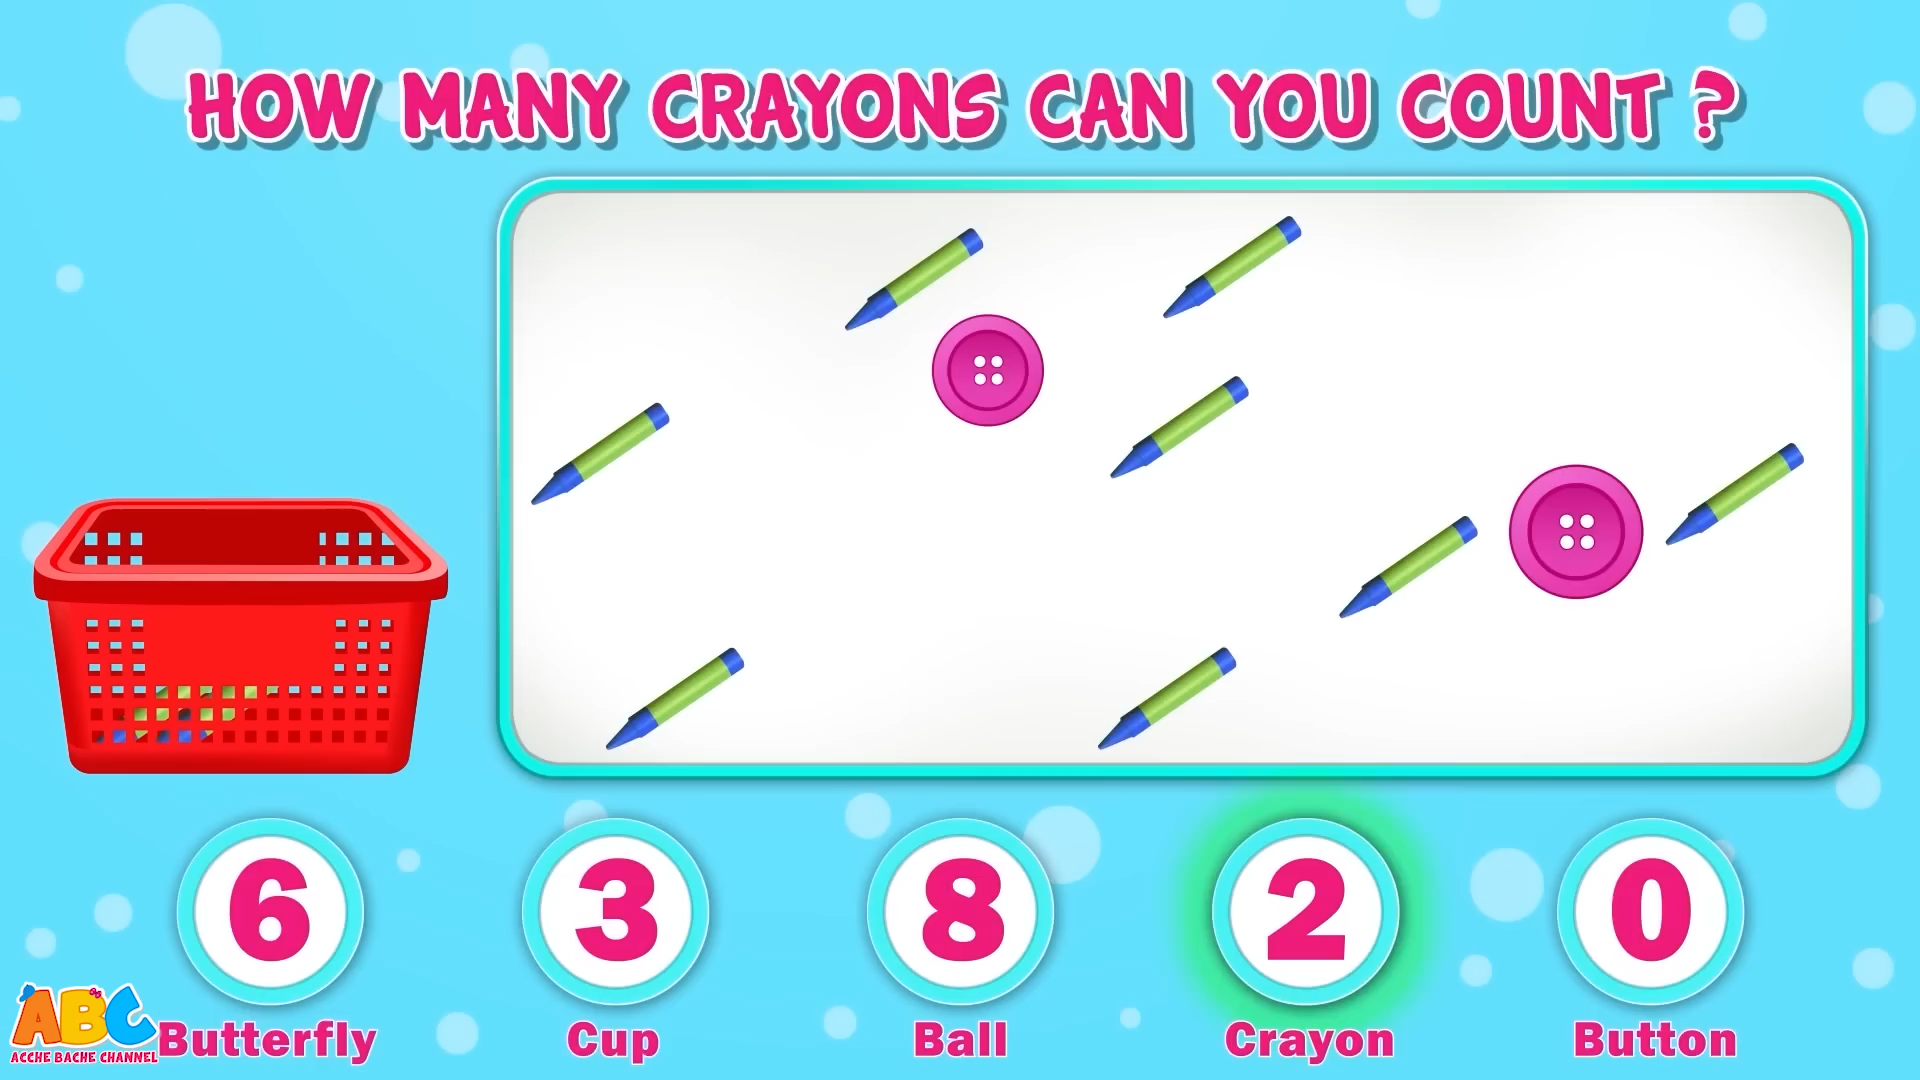 HOW MANY CRAYONS CAN YOU COUNT ?
6 3 8 2 0
Butterfly Cup Ball Crayon Button
ABC
ACCHE BACHE CHANNEL